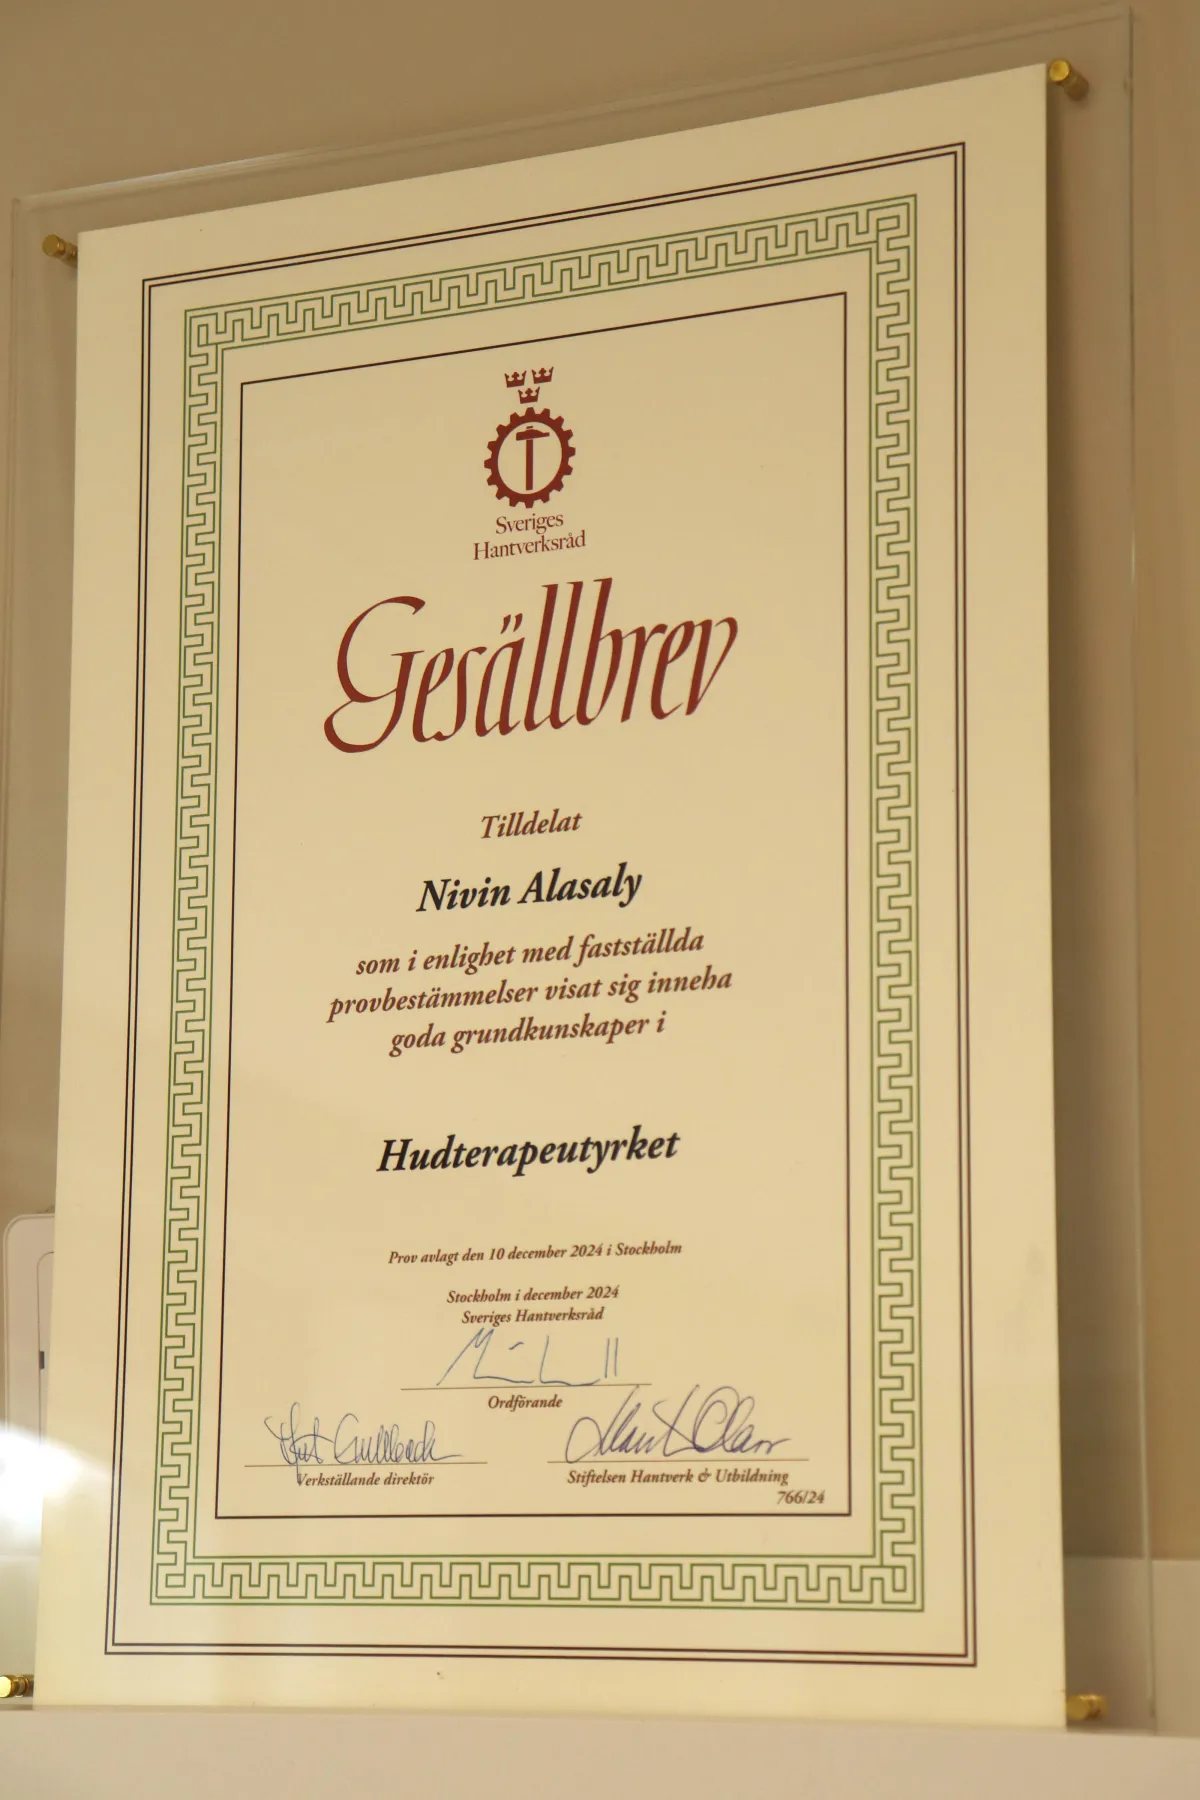 Sveriges
Hantverksråd
Gesällbrev
Tilldelat
Nivin Alasaly
som i enlighet med fastställda
provbestämmelser visat sig inneha
goda grundkunskaper i
Hudterapeutyrket
Prov avlagt den 10 december 2024 i Stockholm
Stockholm i december 2024
Sveriges Hantverksråd
Ordförande
Verkställande direktör
Stiftelsen Hantverk & Utbildning
766/24